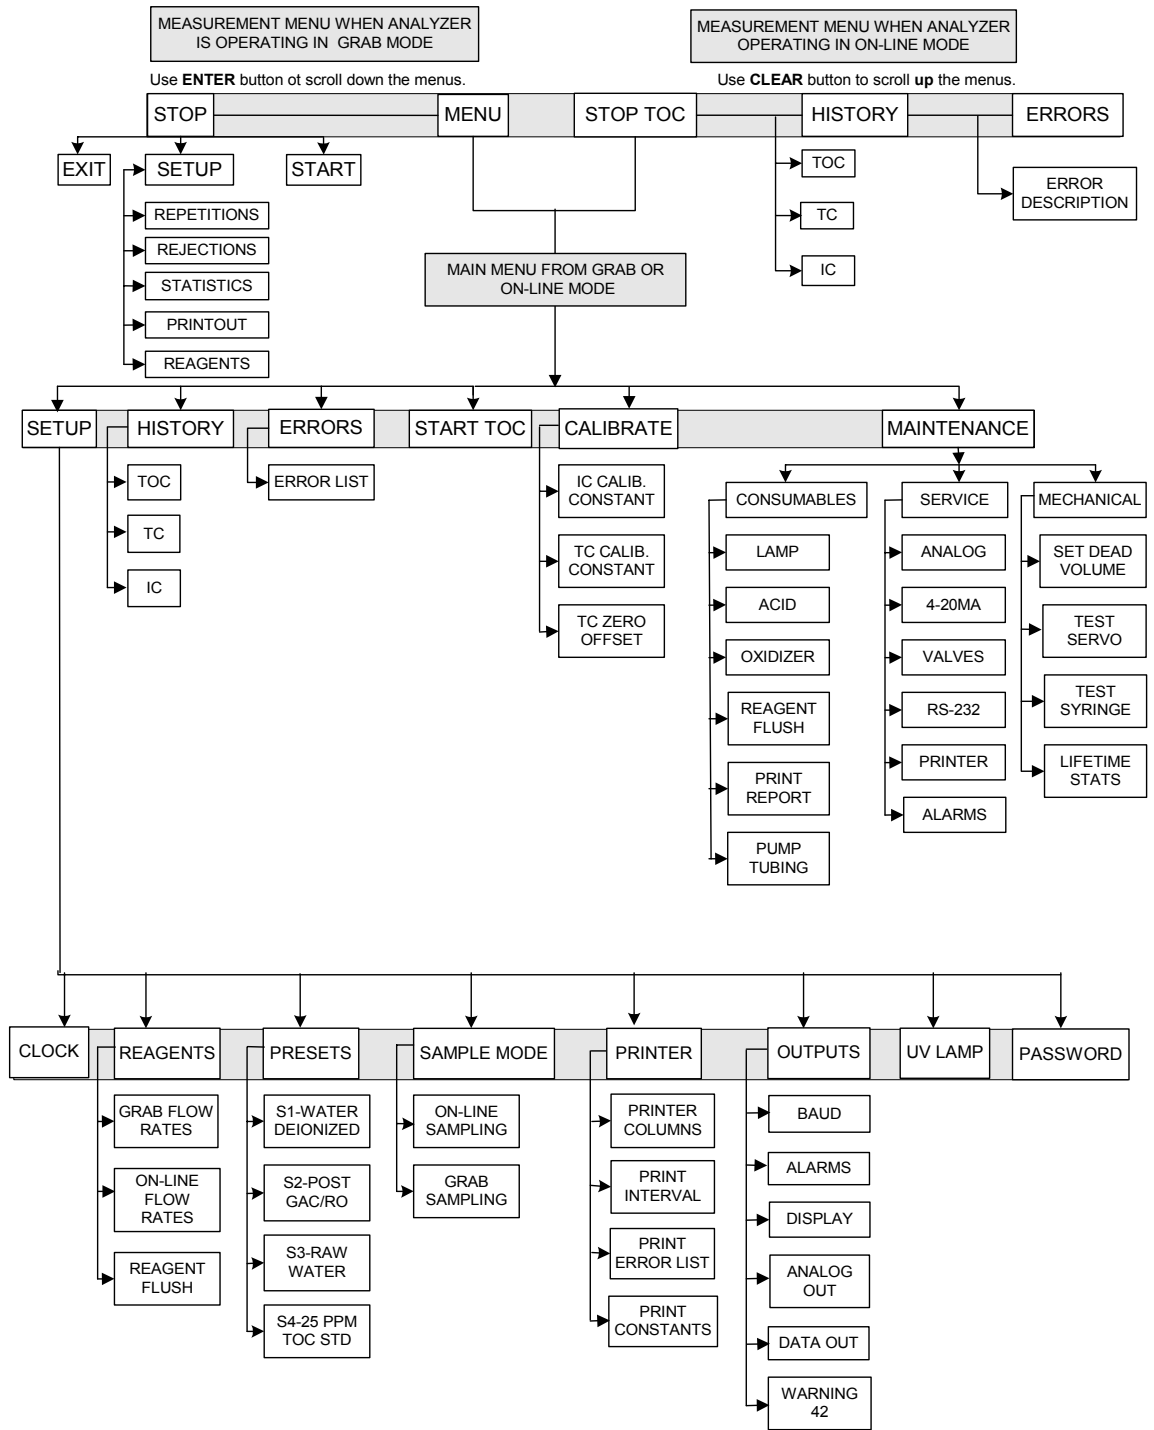 MEASUREMENT MENU WHEN ANALYZER
IS OPERATING IN GRAB MODE
MEASUREMENT MENU WHEN ANALYZER
OPERATING IN ON-LINE MODE
Use ENTER button ot scroll down the menus.
Use CLEAR button to scroll up the menus.
STOP
MENU
STOP TOC
HISTORY
ERRORS
EXIT
SETUP
START
REPETITIONS
REJECTIONS
STATISTICS
PRINTOUT
REAGENTS
TOC
TC
IC
ERROR
DESCRIPTION
MAIN MENU FROM GRAB OR
ON-LINE MODE
SETUP
HISTORY
ERRORS
START TOC
CALIBRATE
MAINTENANCE
TOC
TC
IC
ERROR LIST
IC CALIB.
CONSTANT
TC CALIB.
CONSTANT
TC ZERO
OFFSET
CONSUMABLES
LAMP
ACID
OXIDIZER
REAGENT
FLUSH
PRINT
REPORT
PUMP
TUBING
SERVICE
ANALOG
4-20MA
VALVES
RS-232
PRINTER
ALARMS
MECHANICAL
SET DEAD
VOLUME
TEST
SERVO
TEST
SYRINGE
LIFETIME
STATS
CLOCK
REAGENTS
PRESETS
SAMPLE MODE
PRINTER
OUTPUTS
UV LAMP
PASSWORD
GRAB FLOW
RATES
ON-LINE
FLOW
RATES
REAGENT
FLUSH
S1-WATER
DEIONIZED
S2-POST
GAC/RO
S3-RAW
WATER
S4-25 PPM
TOC STD
ON-LINE
SAMPLING
GRAB
SAMPLING
PRINTER
COLUMNS
PRINT
INTERVAL
PRINT
ERROR LIST
PRINT
CONSTANTS
BAUD
ALARMS
DISPLAY
ANALOG
OUT
DATA OUT
WARNING
42